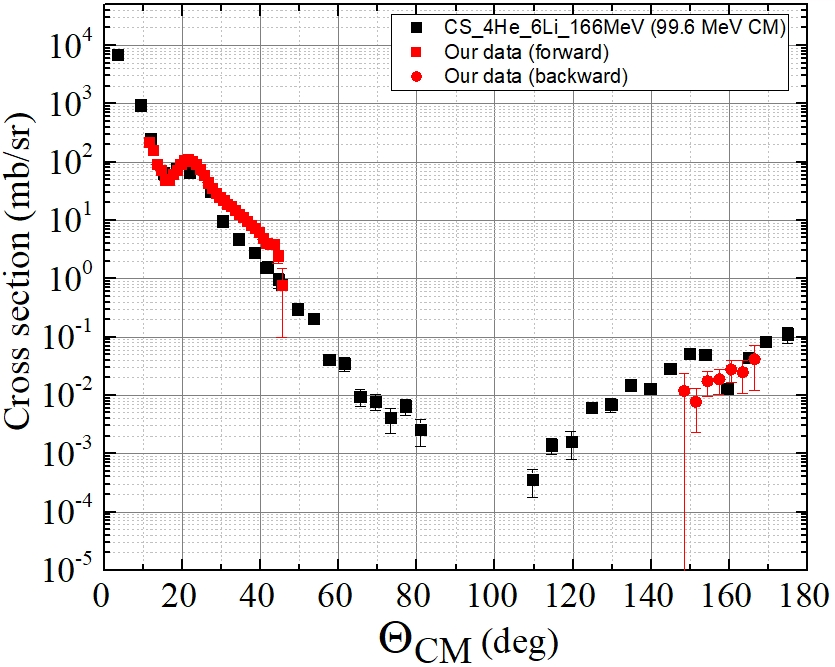 CS_4He_6Li_166MeV (99.6 MeV CM)
Our data (forward)
Our data (backward)
Cross section (mb/sr)
10^4
10^3
10^2
10^1
10^0
10^-1
10^-2
10^-3
10^-4
10^-5
0 20 40 60 80 100 120 140 160 180
Θ_CM (deg)